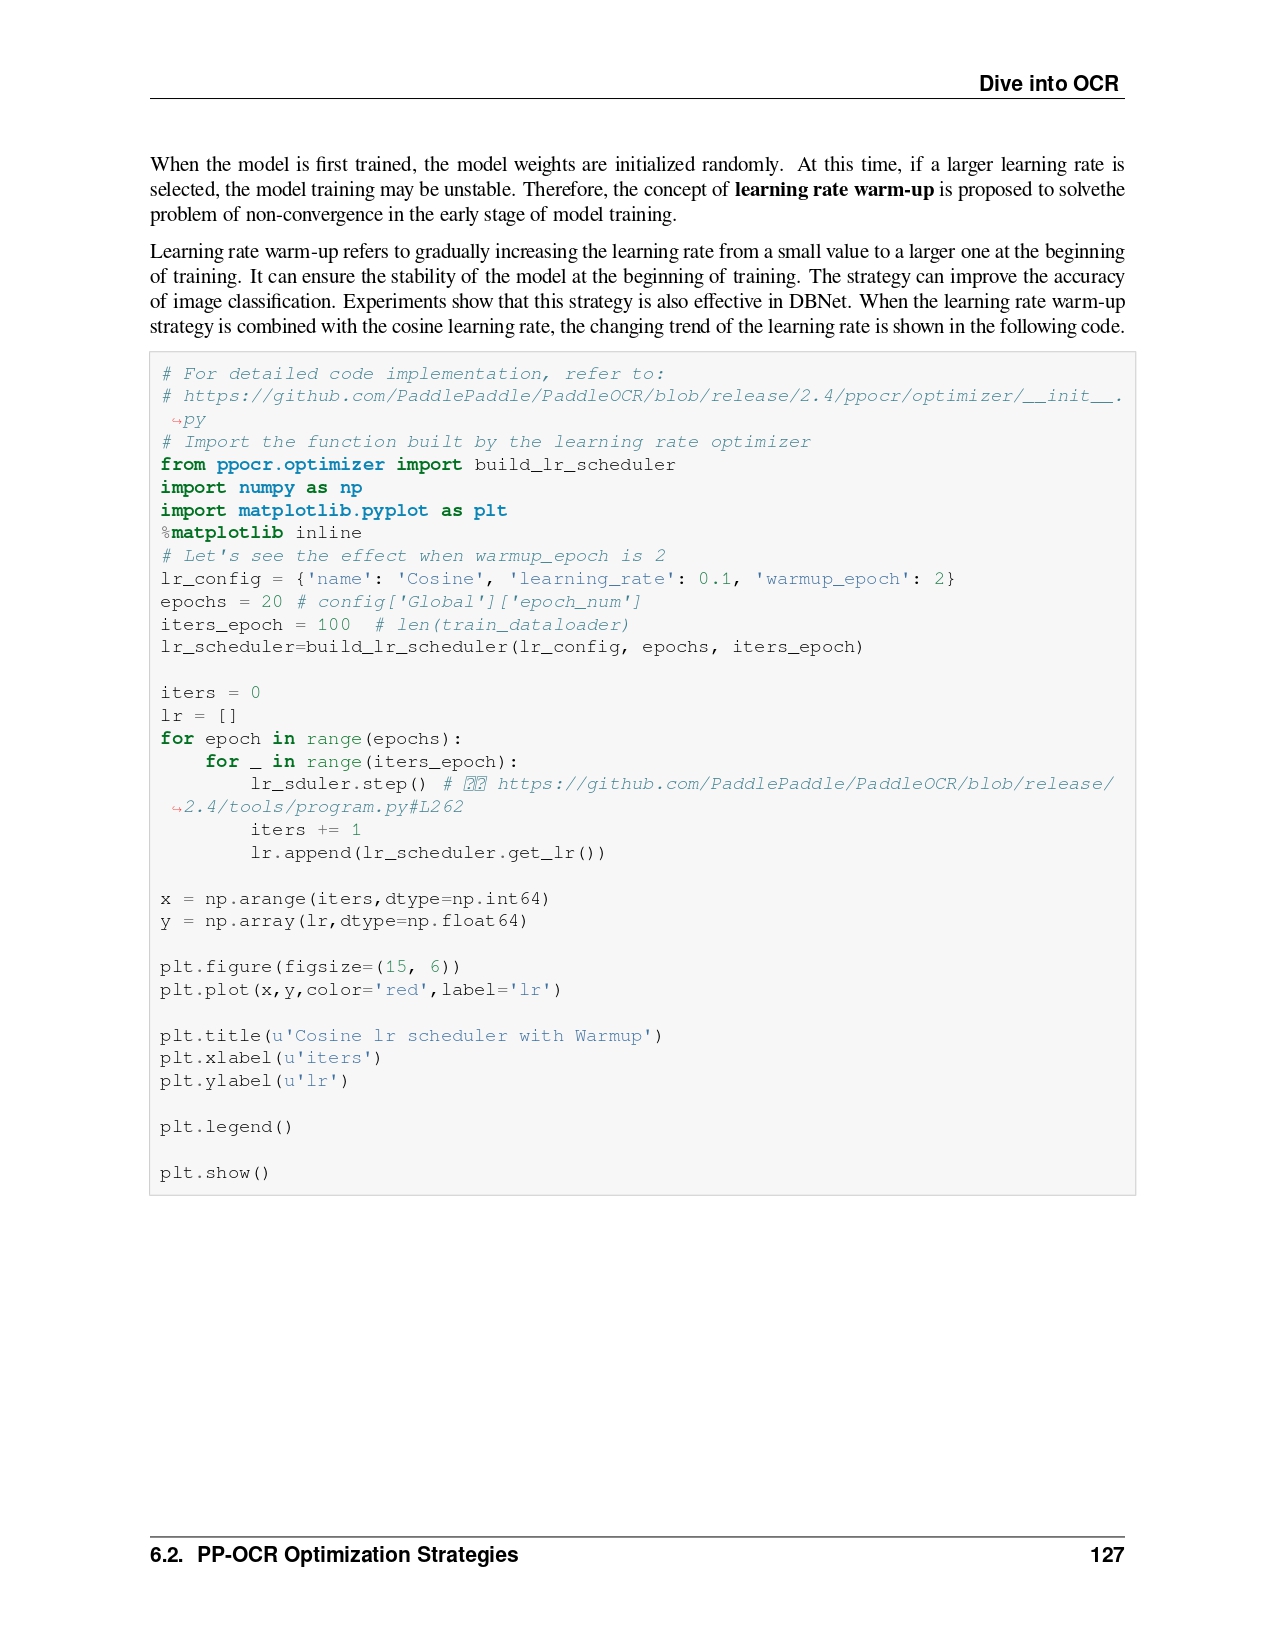 Dive into OCR
When the model is first trained, the model weights are initialized randomly. At this time, if a larger learning rate is
selected, the model training may be unstable. Therefore, the concept of learning rate warm-up is proposed to solvethe
problem of non-convergence in the early stage of model training.
Learning rate warm-up refers to gradually increasing the learning rate from a small value to a larger one at the beginning
of training. It can ensure the stability of the model at the beginning of training. The strategy can improve the accuracy
of image classification. Experiments show that this strategy is also effective in DBNet. When the learning rate warm-up
strategy is combined with the cosine learning rate, the changing trend of the learning rate is shown in the following code.
# For detailed code implementation, refer to:
# https://github.com/PaddlePaddle/PaddleOCR/blob/release/2.4/ppocr/optimizer/__init__.
↪py
# Import the function built by the learning rate optimizer
from ppocr.optimizer import build_lr_scheduler
import numpy as np
import matplotlib.pyplot as plt
%matplotlib inline
# Let's see the effect when warmup_epoch is 2
lr_config = {'name': 'Cosine', 'learning_rate': 0.1, 'warmup_epoch': 2}
epochs = 20 # config['Global']['epoch_num']
iters_epoch = 100  # len(train_dataloader)
lr_scheduler=build_lr_scheduler(lr_config, epochs, iters_epoch)
iters = 0
lr = []
for epoch in range(epochs):
    for _ in range(iters_epoch):
        lr_sduler.step() # https://github.com/PaddlePaddle/PaddleOCR/blob/release/
↪2.4/tools/program.py#L262
        iters += 1
        lr.append(lr_scheduler.get_lr())
x = np.arange(iters,dtype=np.int64)
y = np.array(lr,dtype=np.float64)
plt.figure(figsize=(15, 6))
plt.plot(x,y,color='red',label='lr')
plt.title(u'Cosine lr scheduler with Warmup')
plt.xlabel(u'iters')
plt.ylabel(u'lr')
plt.legend()
plt.show()
6.2. PP-OCR Optimization Strategies 127